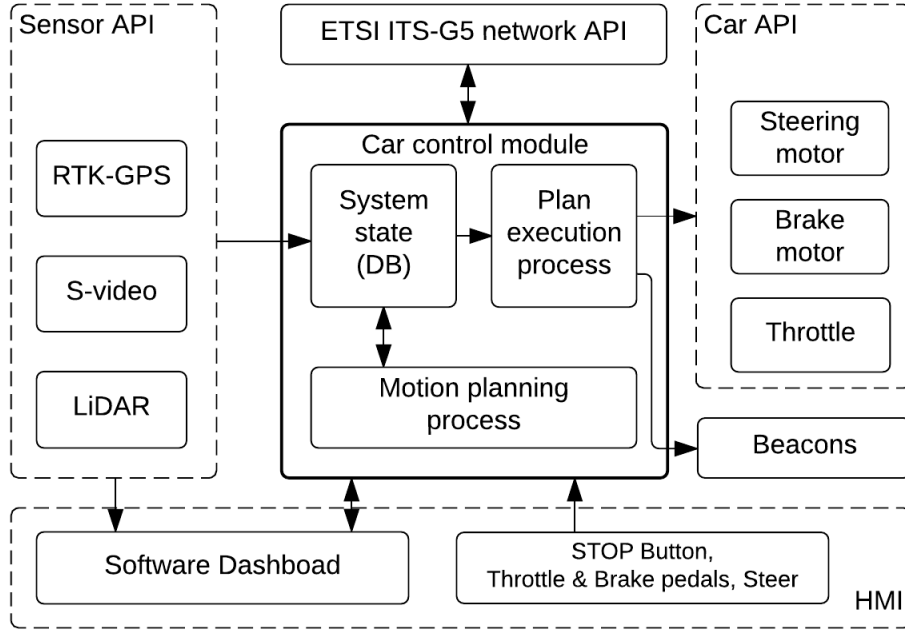 Sensor API
RTK-GPS
S-video
LiDAR
ETSI ITS-G5 network API
Car control module
System
state
(DB)
Plan
execution
process
Motion planning
process
Car API
Steering
motor
Brake
motor
Throttle
Beacons
Software Dashboad
STOP Button,
Throttle & Brake pedals, Steer
HMI